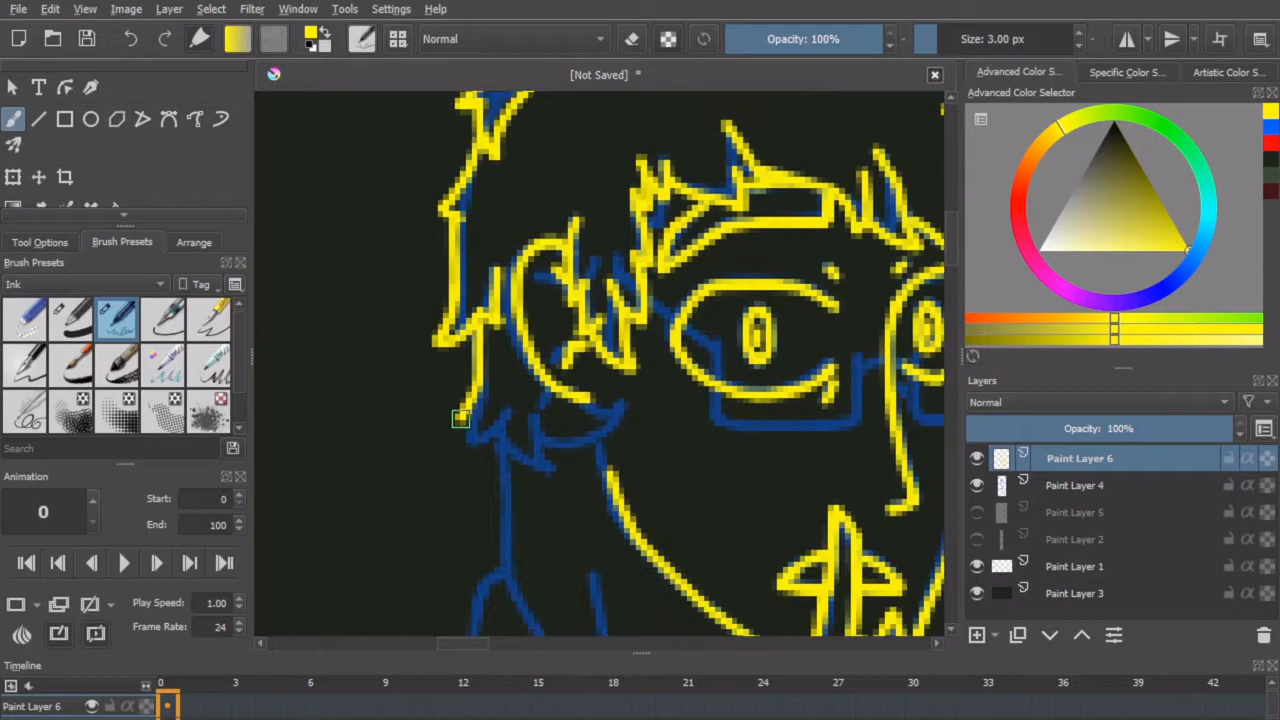 File Edit View Image Layer Select Filter Window Tools Settings Help
Normal Opacity: 100% Size: 3.00 px
[Not Saved] *
Advanced Color S... Specific Color S... Artistic Color S...
Advanced Color Selector
Tool Options Brush Presets Arrange
Brush Presets
Ink Tag
Search
Animation
0 Start: 0
End: 100
Play Speed: 1.00
Frame Rate: 24
Layers
Normal
Opacity: 100%
Paint Layer 6
Paint Layer 4
Paint Layer 5
Paint Layer 2
Paint Layer 1
Paint Layer 3
Timeline
0 3 6 9 12 15 18 21 24 27 30 33 36 39 42
Paint Layer 6